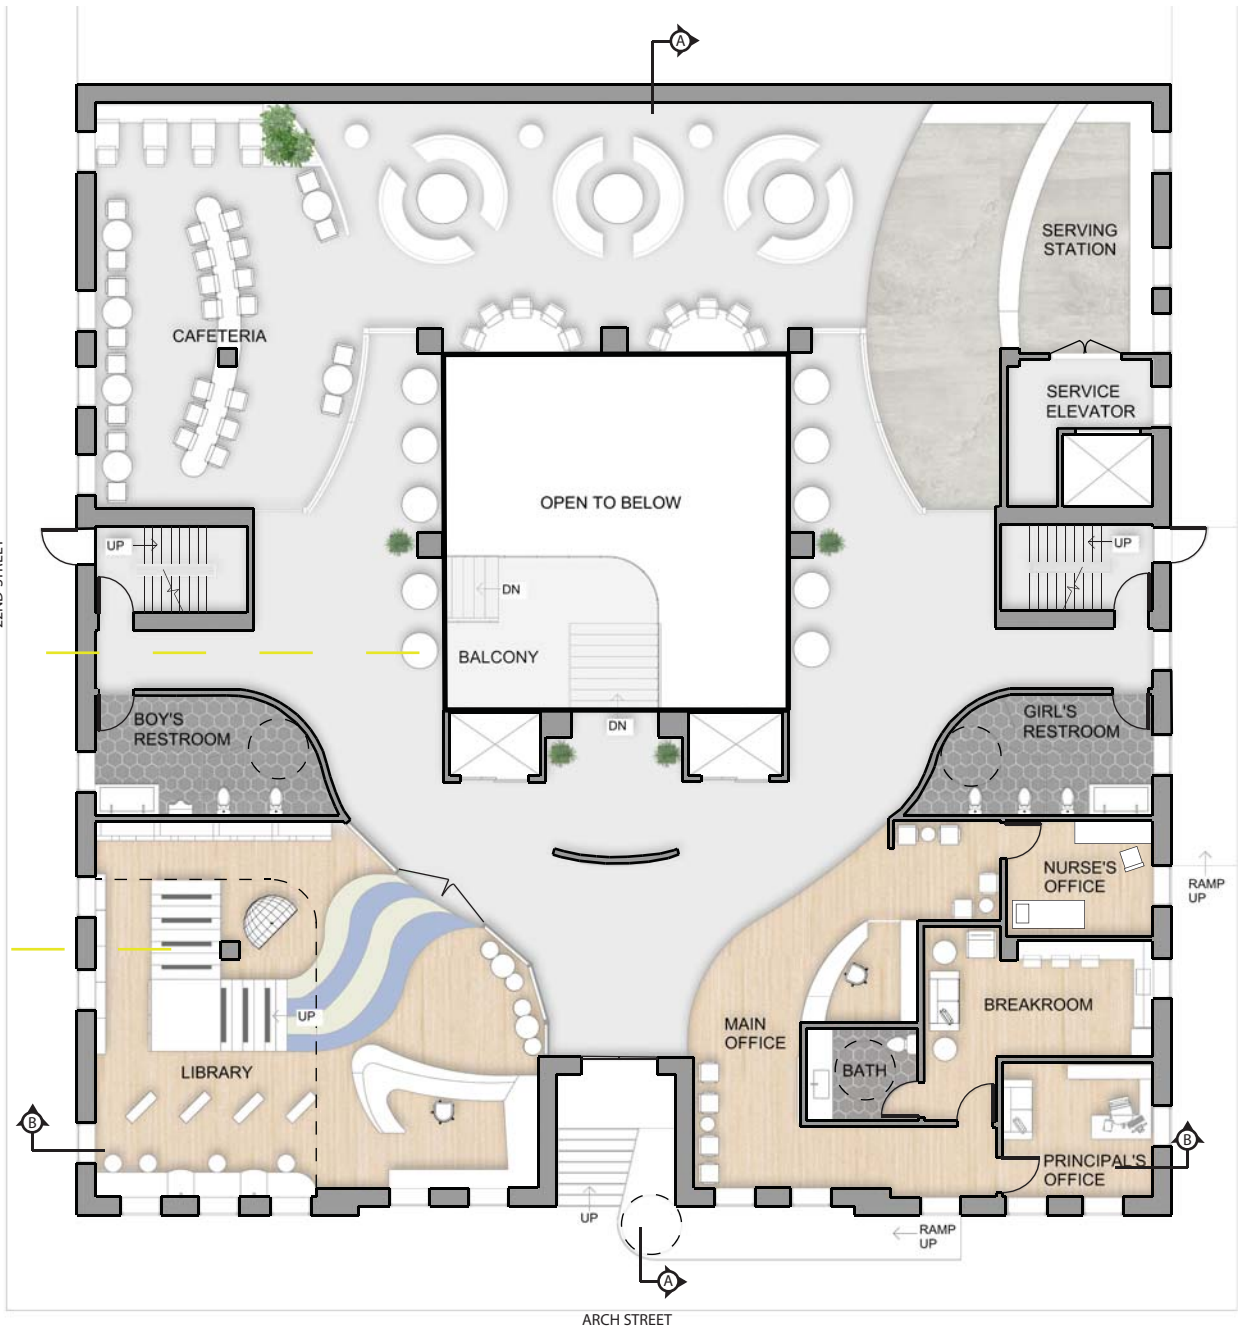 A
SERVING
STATION
CAFETERIA
SERVICE
ELEVATOR
OPEN TO BELOW
UP
UP
DN
BALCONY
DN
BOY'S
RESTROOM
GIRL'S
RESTROOM
NURSE'S
OFFICE
RAMP
UP
UP
BREAKROOM
MAIN
OFFICE
LIBRARY
BATH
B
B
PRINCIPAL'S
OFFICE
UP
RAMP
UP
A
ARCH STREET